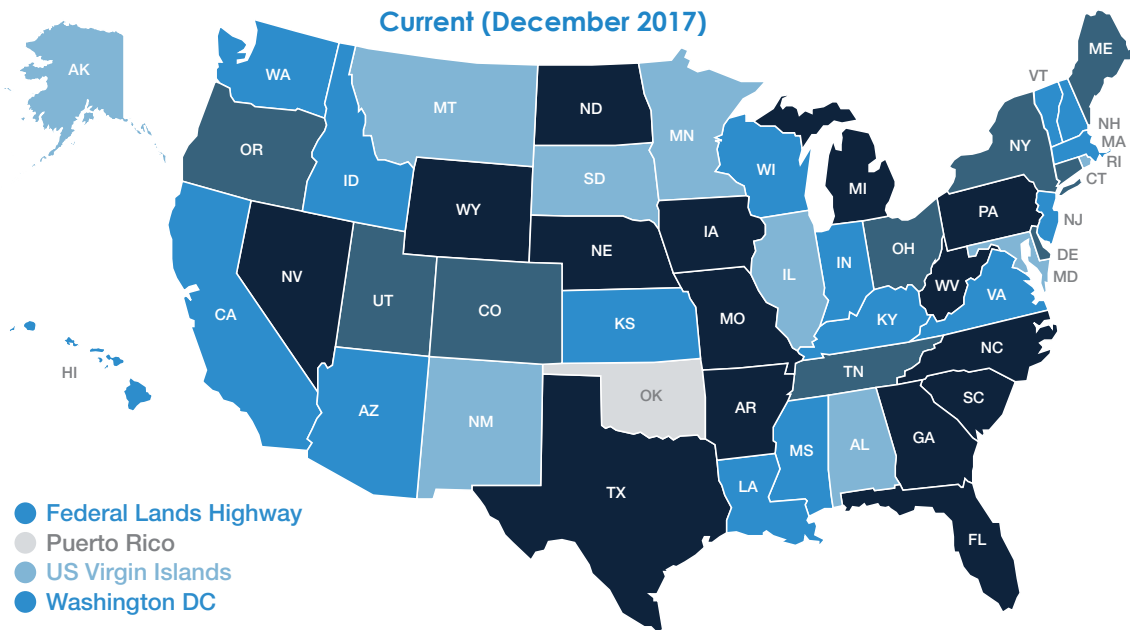 Current (December 2017)
AK
WA
MT
ND
MN
ME
VT
NH
MA
RI
CT
NY
OR
ID
SD
WI
MI
WY
IA
PA
NJ
NE
OH
DE
MD
NV
UT
CO
IL
IN
WV
VA
CA
KS
MO
KY
NC
HI
TN
AZ
NM
OK
AR
SC
MS
AL
GA
TX
LA
FL
Federal Lands Highway
Puerto Rico
US Virgin Islands
Washington DC